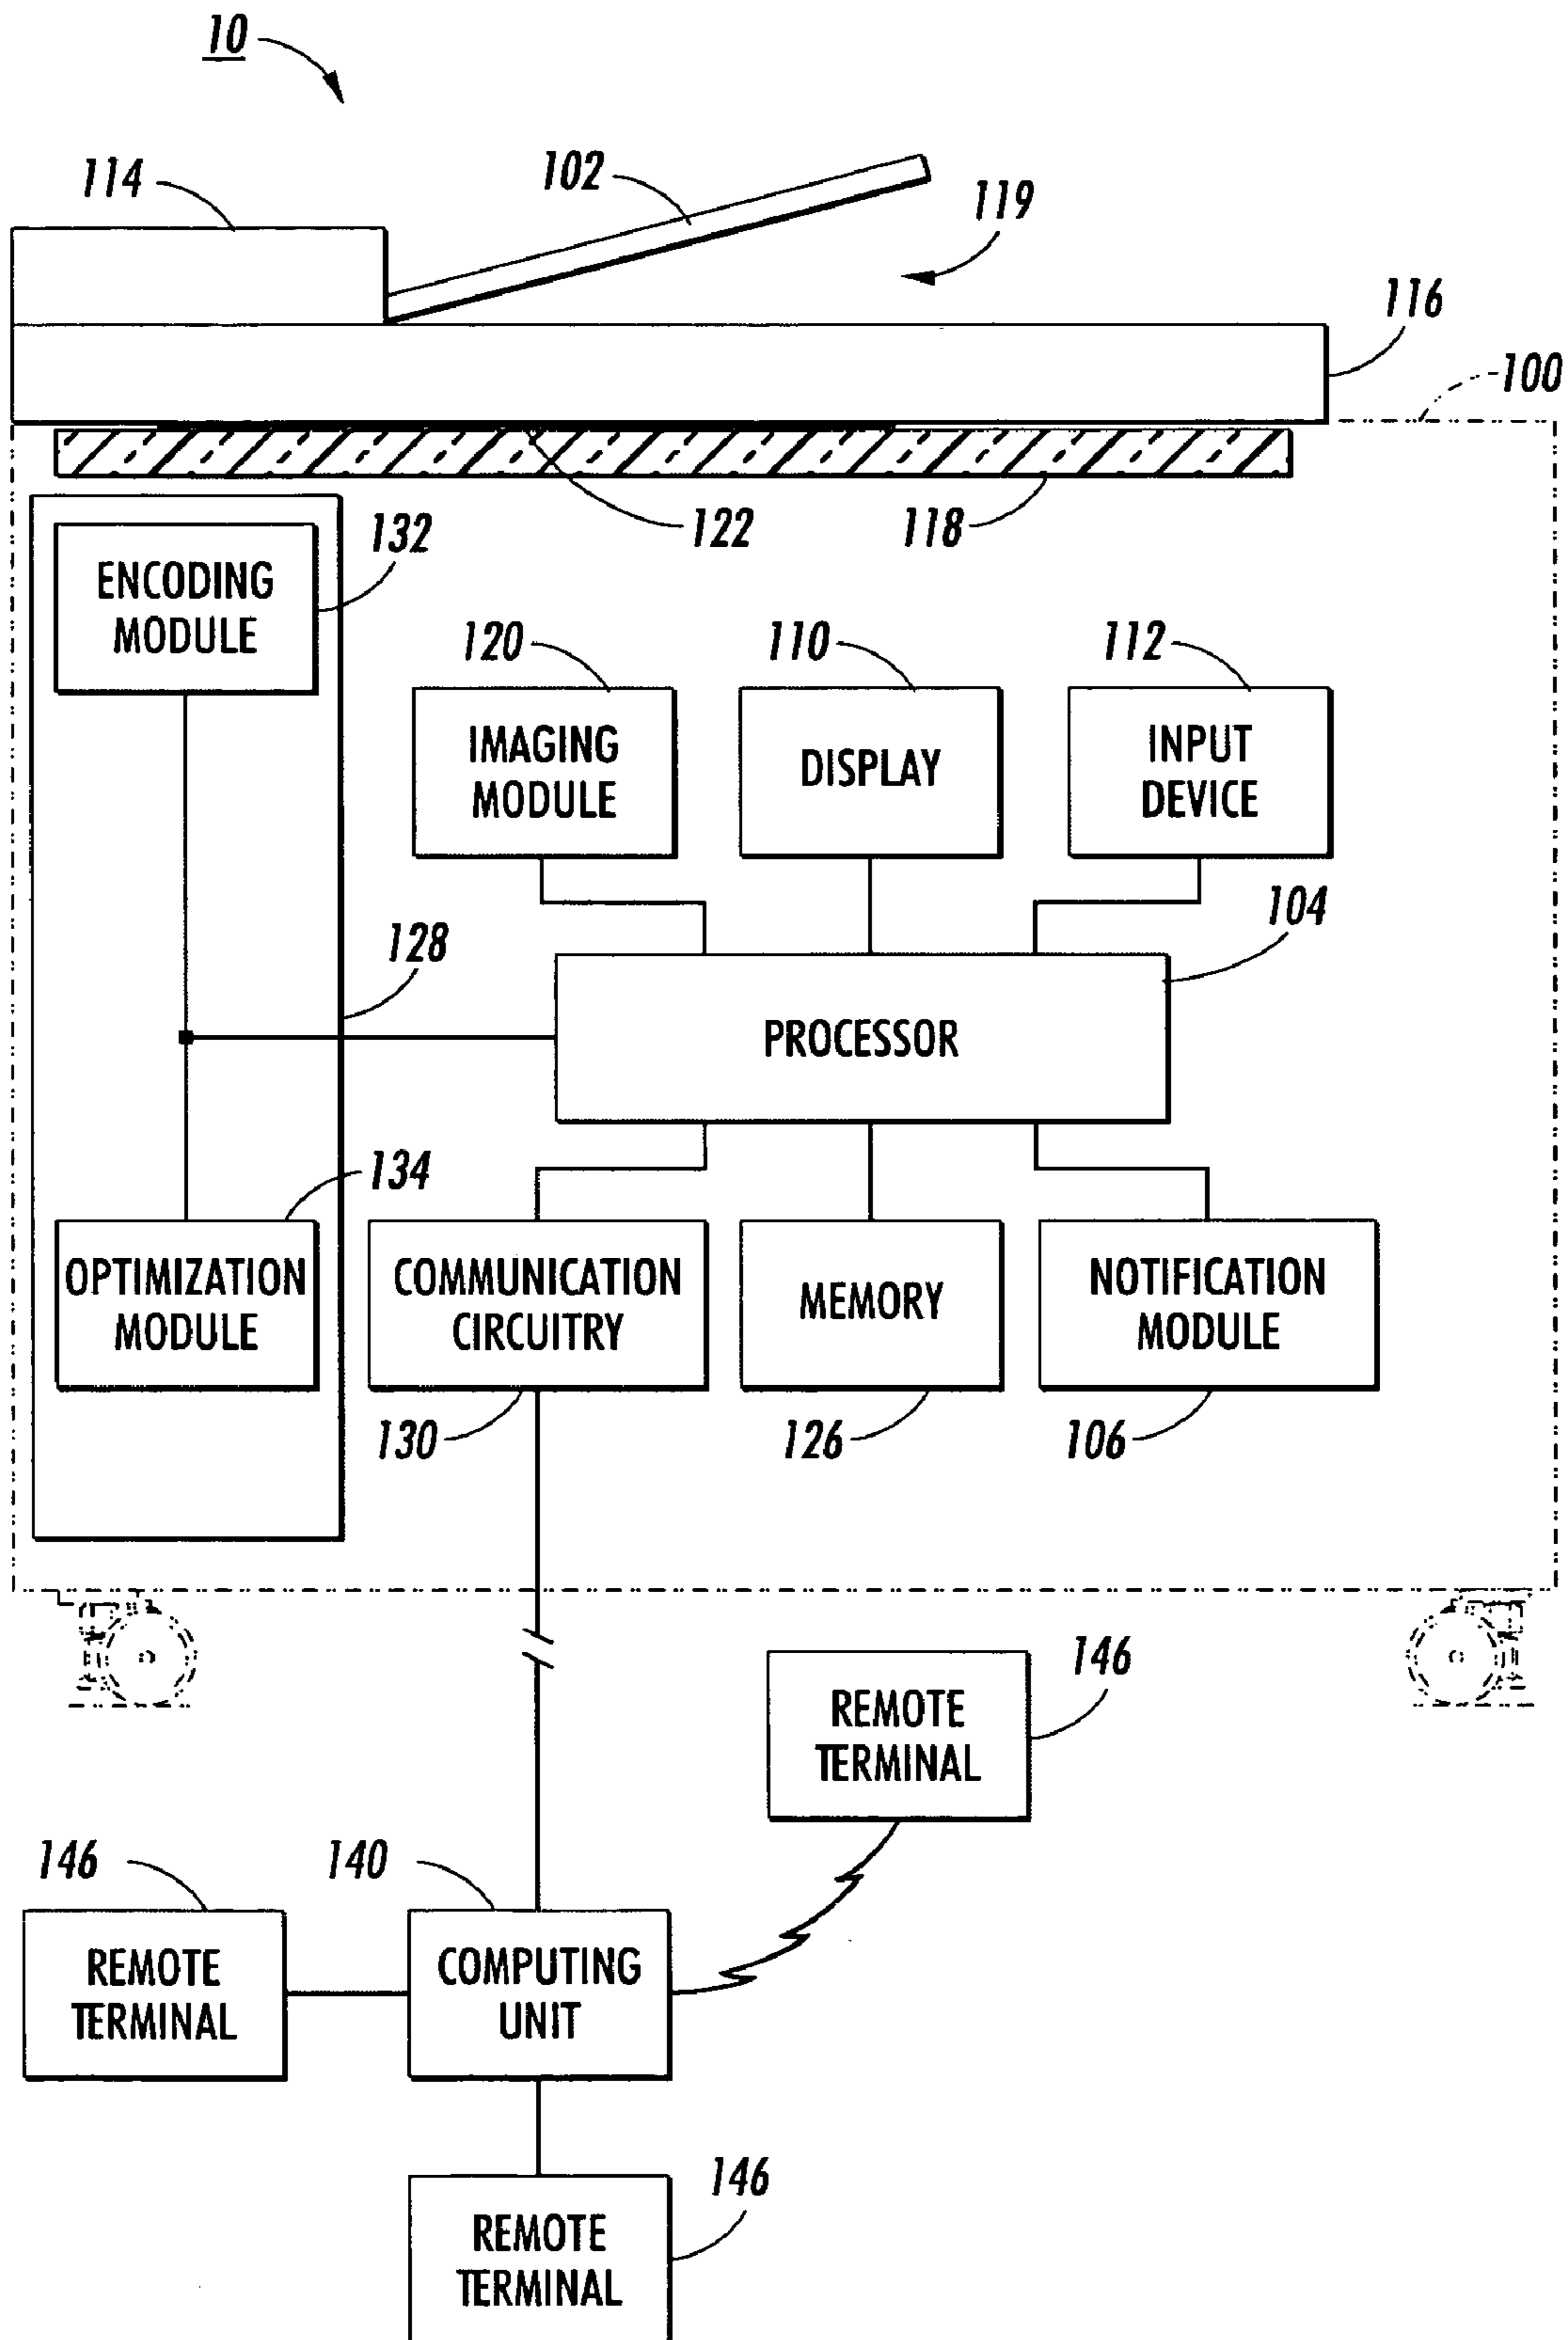 10
114
102
119
116
100
122
118
132
ENCODING
MODULE
120
110
112
IMAGING
MODULE
DISPLAY
INPUT
DEVICE
104
128
PROCESSOR
134
OPTIMIZATION
MODULE
COMMUNICATION
CIRCUITRY
MEMORY
NOTIFICATION
MODULE
130
126
106
146
REMOTE
TERMINAL
146
140
REMOTE
TERMINAL
COMPUTING
UNIT
146
REMOTE
TERMINAL